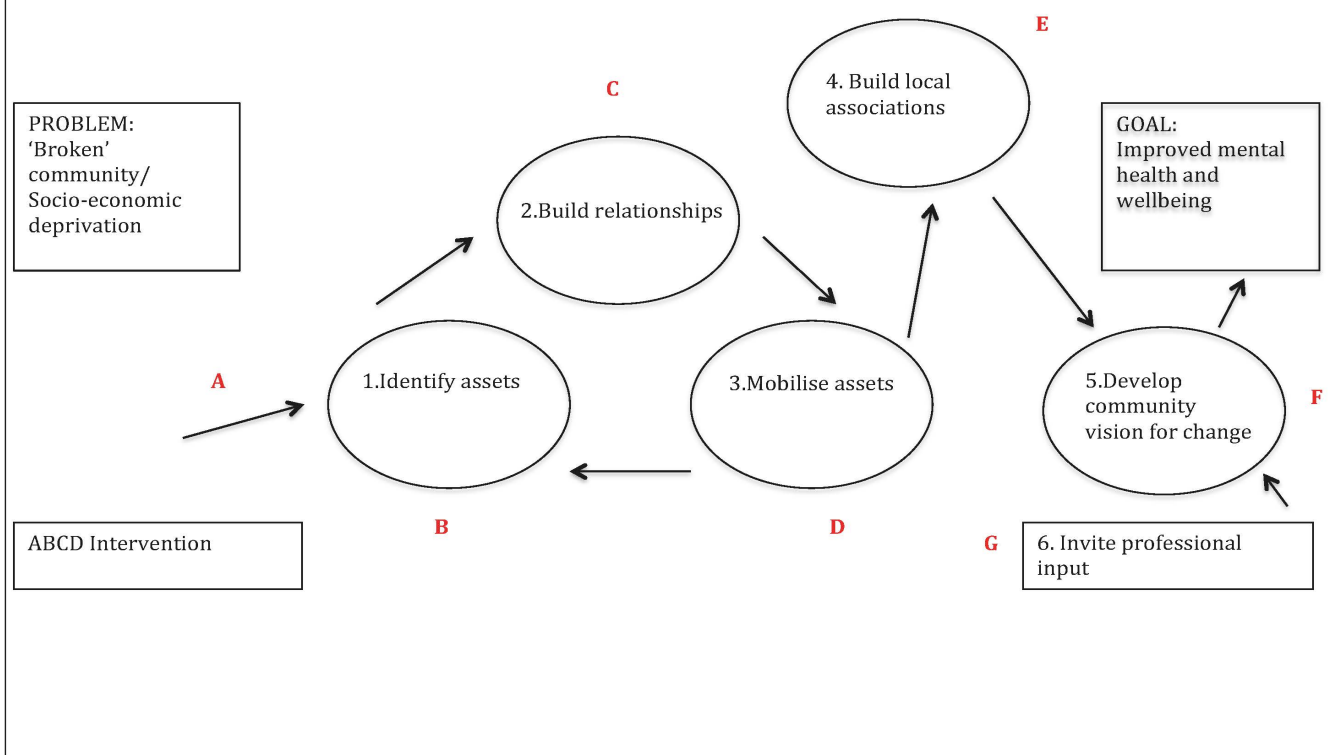 E
4. Build local
associations
C
PROBLEM:
‘Broken’
community/
Socio-economic
deprivation
GOAL:
Improved mental
health and
wellbeing
2.Build relationships
A
1.Identify assets
3.Mobilise assets
5.Develop
community
vision for change
F
B
D
ABCD Intervention
G
6. Invite professional
input